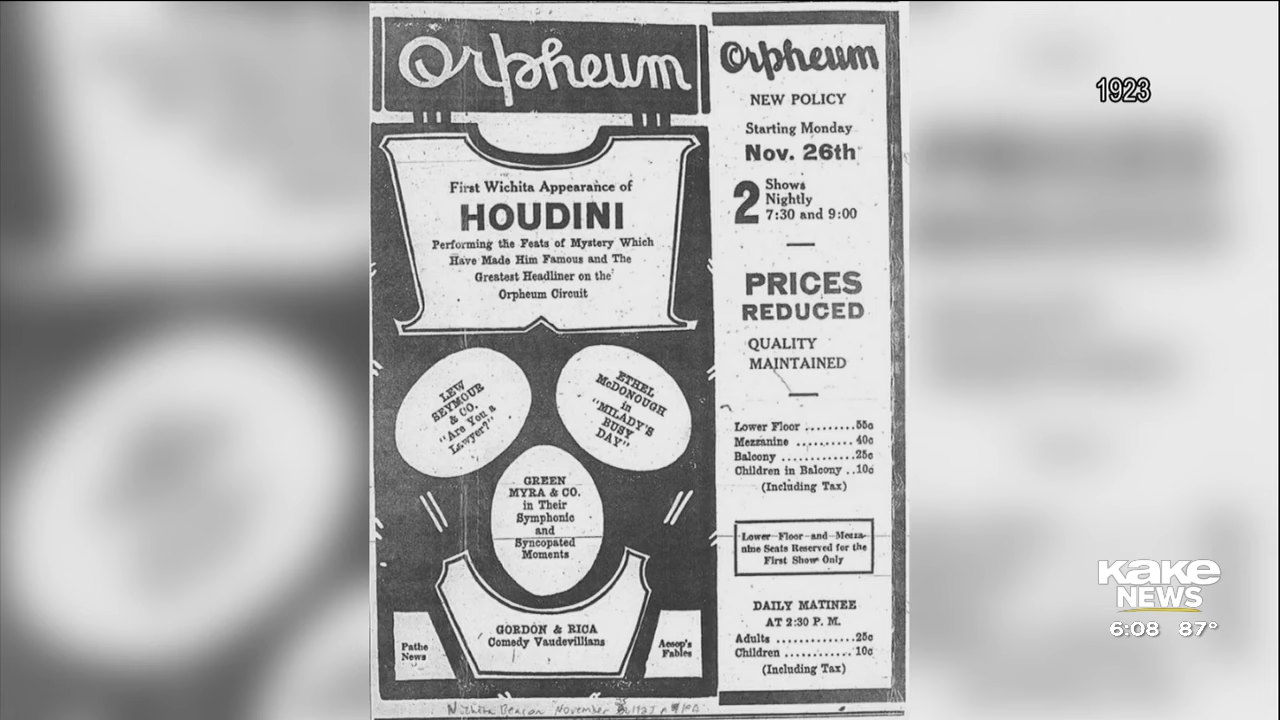 Orpheum
First Wichita Appearance of
HOUDINI
Performing the Feats of Mystery Which
Have Made Him Famous and The
Greatest Headliner on the
Orpheum Circuit
LEW
SEYMOUR
& CO.
"Are You a
Lawyer?"
ETHEL
McDONOUGH
in
"MILADY'S
BUSY
DAY"
GREEN
MYRA & CO.
in Their
Symphonic
and
Syncopated
Moments
GORDON & RICA
Comedy Vaudevillians
Pathe
News
Aesop's
Fables
Wichita Beacon November
Orpheum
NEW POLICY
Starting Monday
Nov. 26th
2 Shows
Nightly
7:30 and 9:00
PRICES
REDUCED
QUALITY
MAINTAINED
Lower Floor ........55c
Mezzanine ..........40c
Balcony ............25c
Children in Balcony ..10c
(Including Tax)
Lower Floor and Mezza-
nine Seats Reserved for the
First Show Only
DAILY MATINEE
AT 2:30 P. M.
Adults ..............25c
Children ............10c
(Including Tax)
1923
KAKE
NEWS
6:08 87°